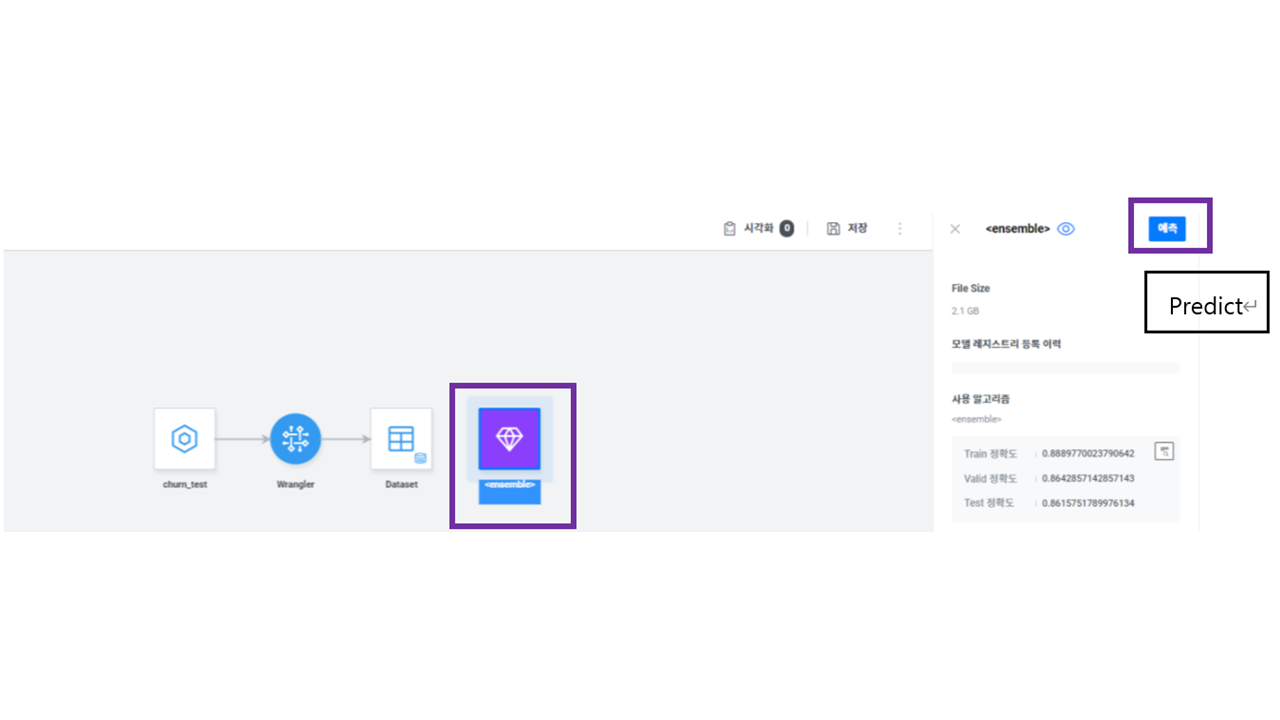 시각화 0
저장
<ensemble>
예측
File Size
2.1 GB
Predict↵
모델 레지스트리 등록 이력
사용 알고리즘
<ensemble>
Train 정확도 0.8889770023790642
Valid 정확도 0.8642857142857143
Test 정확도 0.8615751789976134
churn_test
Wrangler
Dataset
<ensemble>